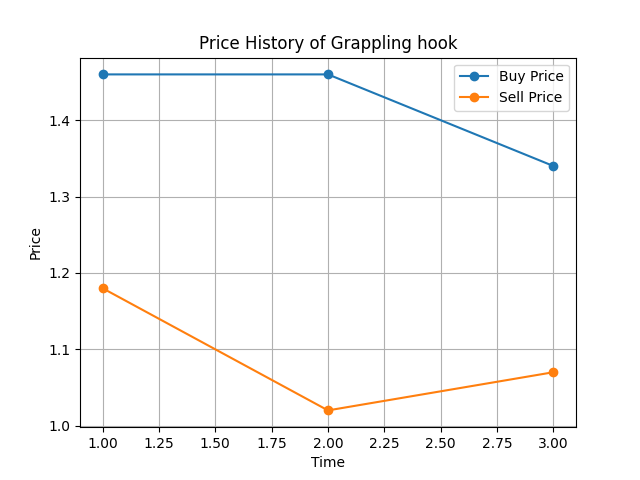 Price History of Grappling hook
Buy Price
Sell Price
Price
1.4
1.3
1.2
1.1
1.0
1.00 1.25 1.50 1.75 2.00 2.25 2.50 2.75 3.00
Time